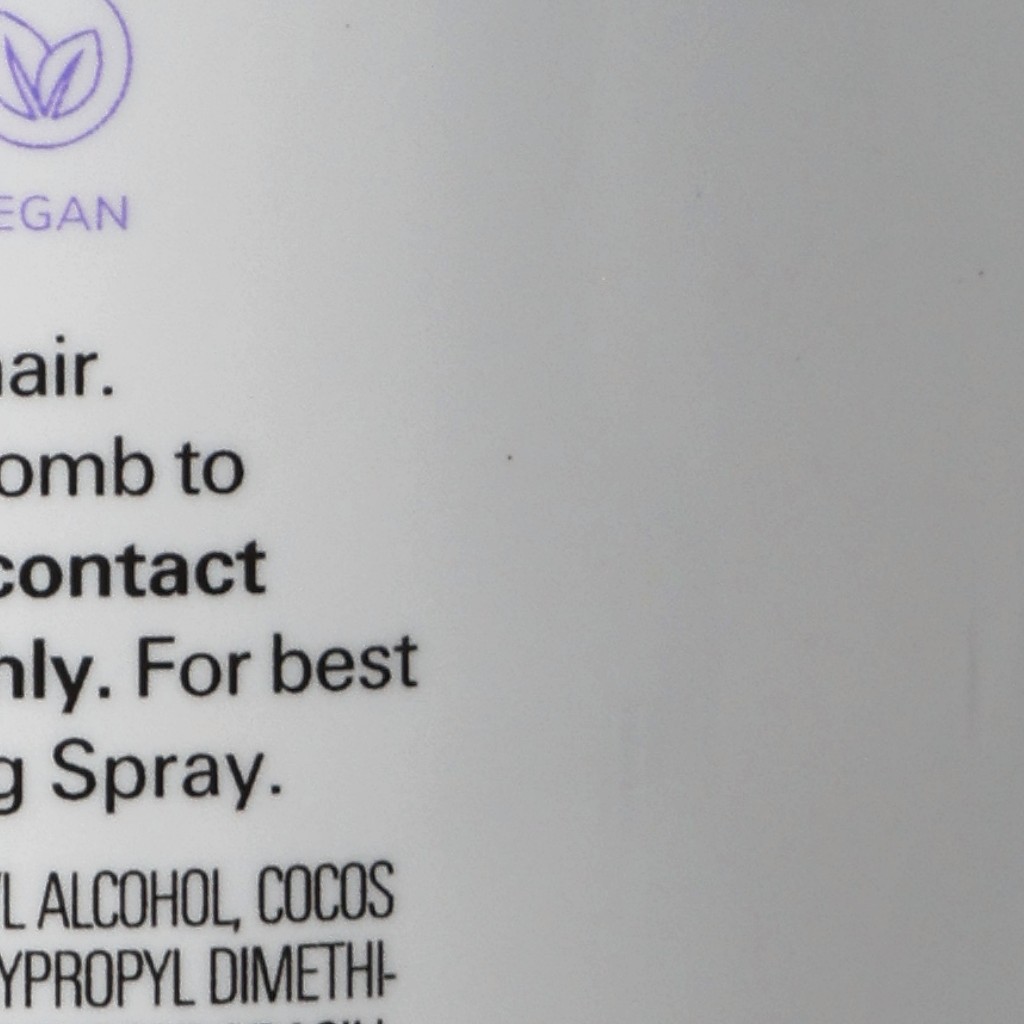 EGAN
air.
omb to
contact
nly. For best
g Spray.
L ALCOHOL, COCOS
YPROPYL DIMETHI-